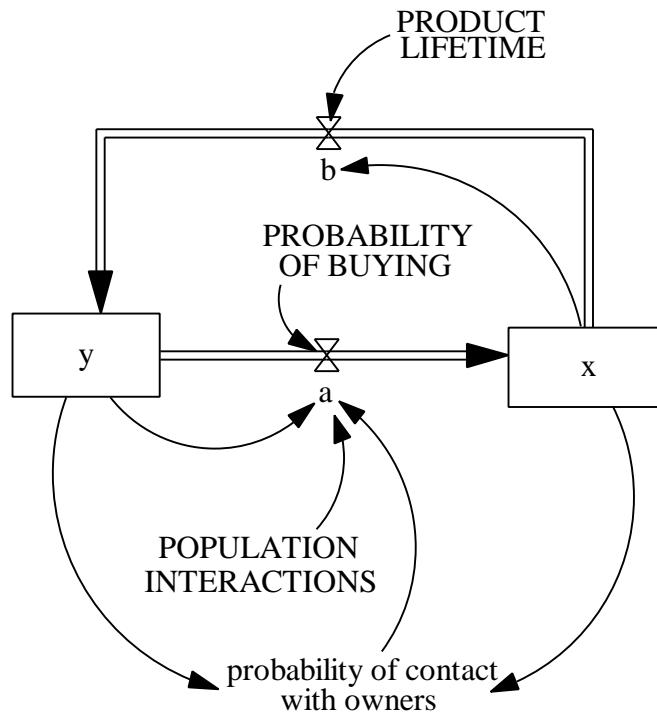 PRODUCT
LIFETIME
b
PROBABILITY
OF BUYING
y
x
a
POPULATION
INTERACTIONS
probability of contact
with owners